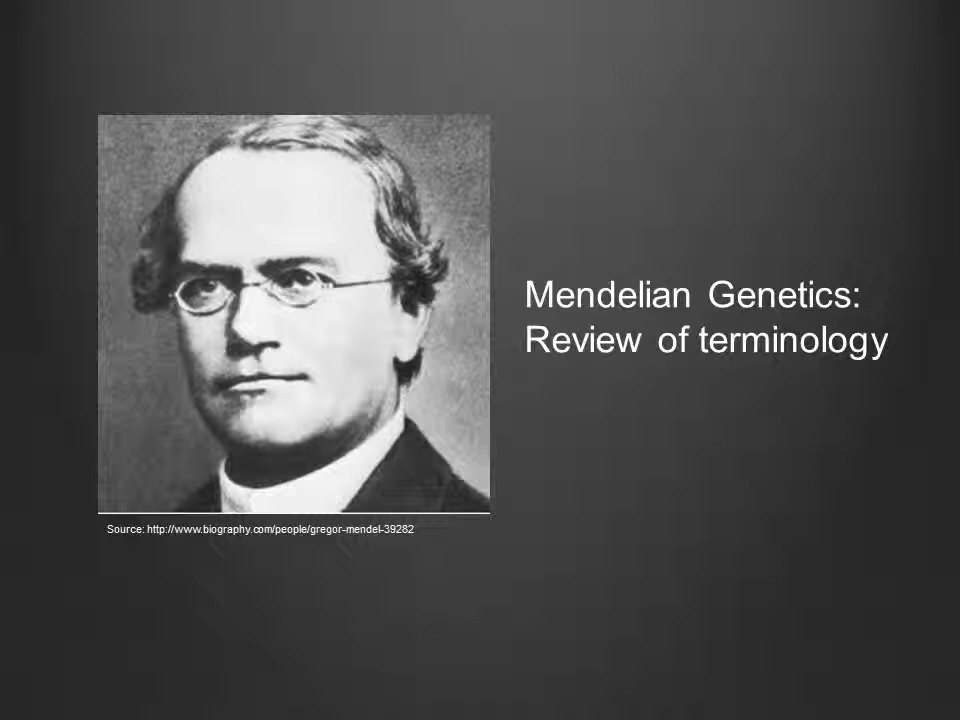 Mendelian Genetics:
Review of terminology
Source: http://www.biography.com/people/gregor-mendel-39282